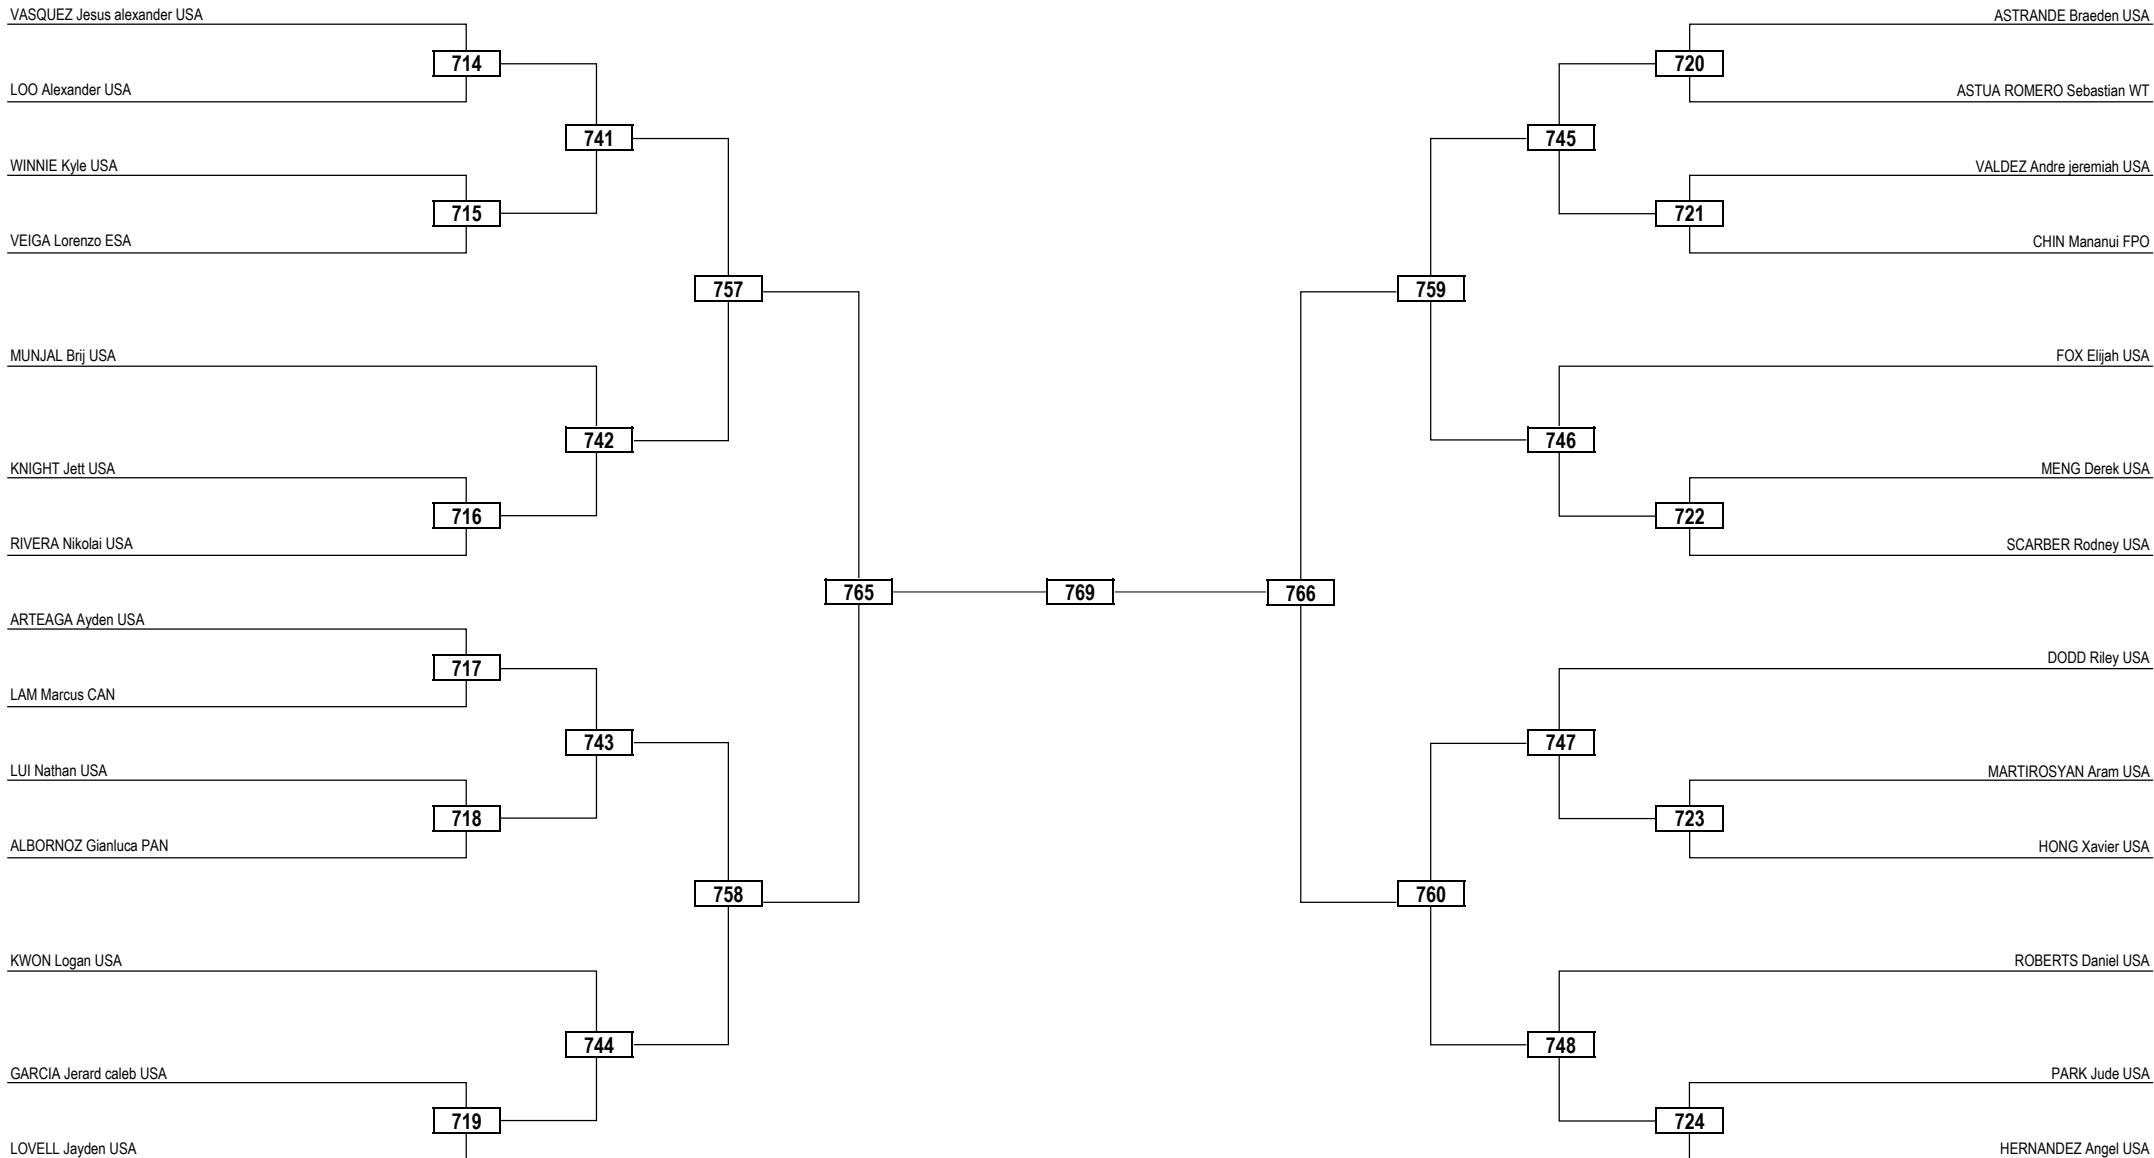 VASQUEZ Jesus alexander USA
714
LOO Alexander USA
741
WINNIE Kyle USA
715
VEIGA Lorenzo ESA
757
MUNJAL Brij USA
742
KNIGHT Jett USA
716
RIVERA Nikolai USA
765
ARTEAGA Ayden USA
717
LAM Marcus CAN
743
LUI Nathan USA
718
ALBORNOZ Gianluca PAN
758
KWON Logan USA
744
GARCIA Jerard caleb USA
719
LOVELL Jayden USA
769
ASTRANDE Braeden USA
720
ASTUA ROMERO Sebastian WT
745
VALDEZ Andre jeremiah USA
721
CHIN Mananui FPO
759
FOX Elijah USA
746
MENG Derek USA
722
SCARBER Rodney USA
766
DODD Riley USA
747
MARTIROSYAN Aram USA
723
HONG Xavier USA
760
ROBERTS Daniel USA
748
PARK Jude USA
724
HERNANDEZ Angel USA